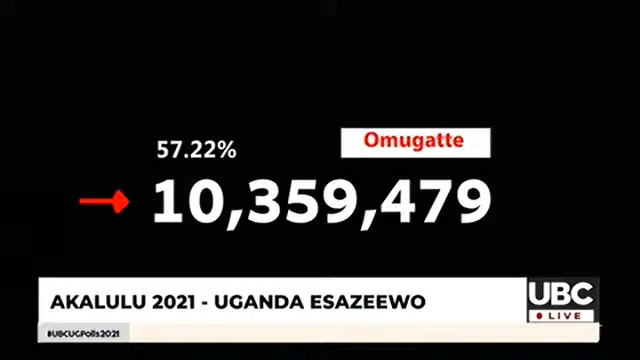 57.22%
Omugatte
10,359,479
AKALULU 2021 - UGANDA ESAZEEWO
UBC
LIVE
#UBCUGPolls2021